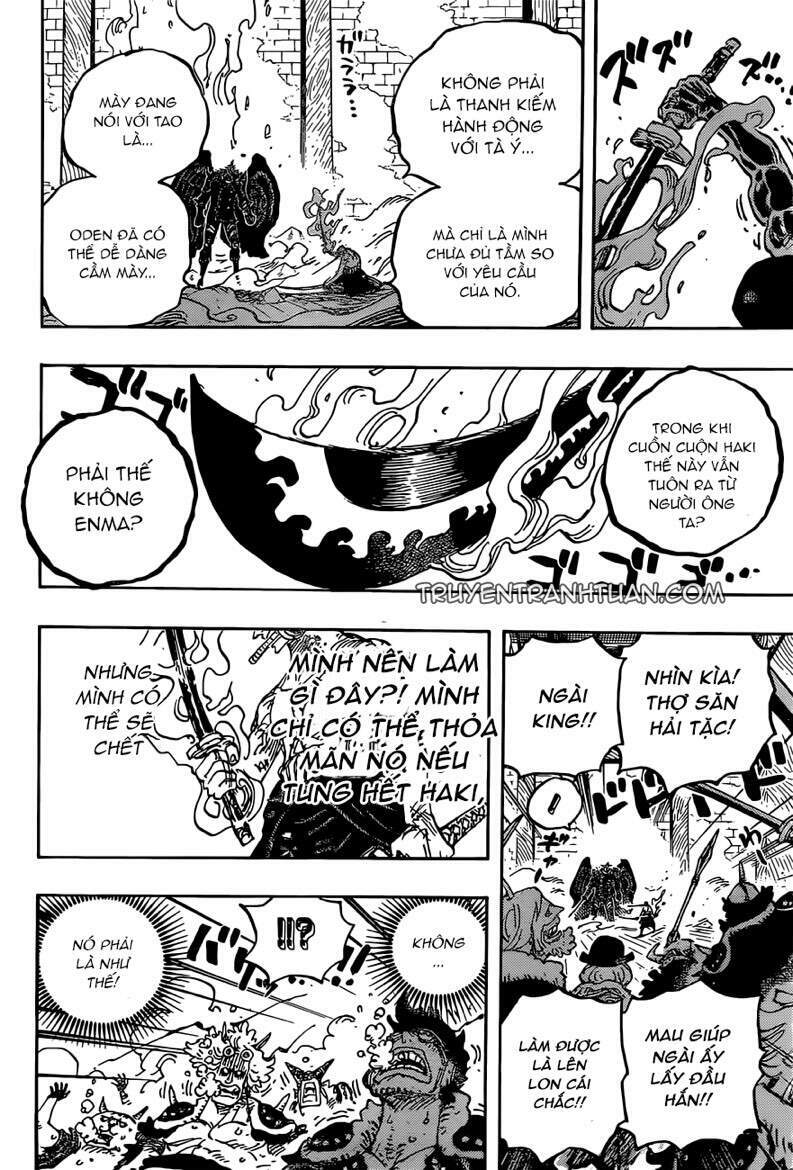 ズズズ
KHÔNG PHẢI
LÀ THANH KIẾM
HÀNH ĐỘNG
VỚI TÀ Ý...
MÀ CHỈ LÀ MÌNH
CHƯA ĐỦ TẦM SO
VỚI YÊU CẦU
CỦA NÓ.
MÀY ĐANG
NÓI VỚI TAO
LÀ...
ODEN ĐÃ CÓ
THỂ DỄ DÀNG
CẦM MÀY...
TRONG KHI
CUỒN CUỘN HAKI
THẾ NÀY VẪN
TUÔN RA TỪ
NGƯỜI ÔNG
TA?
PHẢI THẾ
KHÔNG
ENMA?
TRUYENTRANHTUAN.COM
NHÌN KÌA!
THỢ SĂN
HẢI TẶC!
NGÀI
KING!!
MAU GIÚP
NGÀI ẤY
LẤY ĐẦU
HẮN!!
LÀM ĐƯỢC
LÀ LÊN
LON CÁI
CHẮC!!
MÌNH NÊN LÀM
GÌ ĐÂY?! MÌNH
CHỈ CÓ THỂ THỎA
MÃN NÓ NẾU
TUNG HẾT HAKI,
NHƯNG
MÌNH CÓ
THỂ SẼ
CHẾT
KHÔNG
...
!!?
NÓ PHẢI
LÀ NHƯ
THẾ!